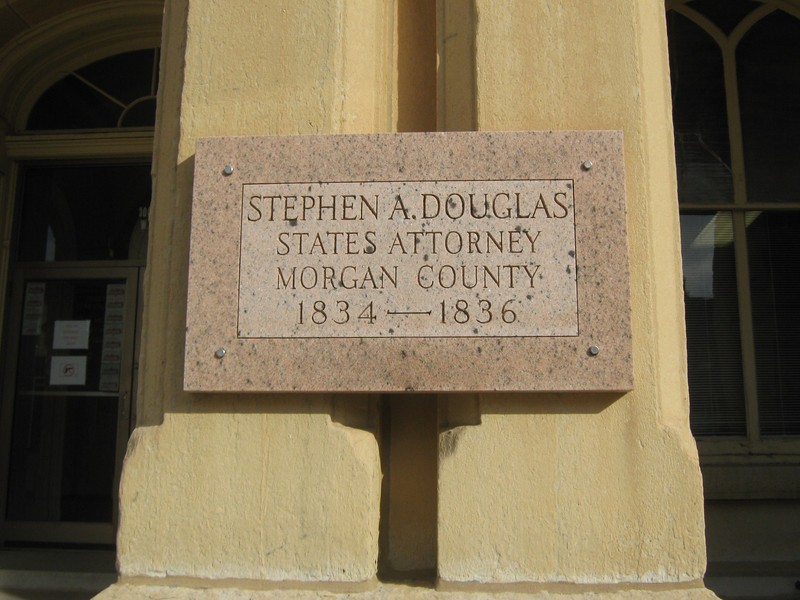 STEPHEN A. DOUGLAS
STATES ATTORNEY
MORGAN COUNTY
1834 — 1836